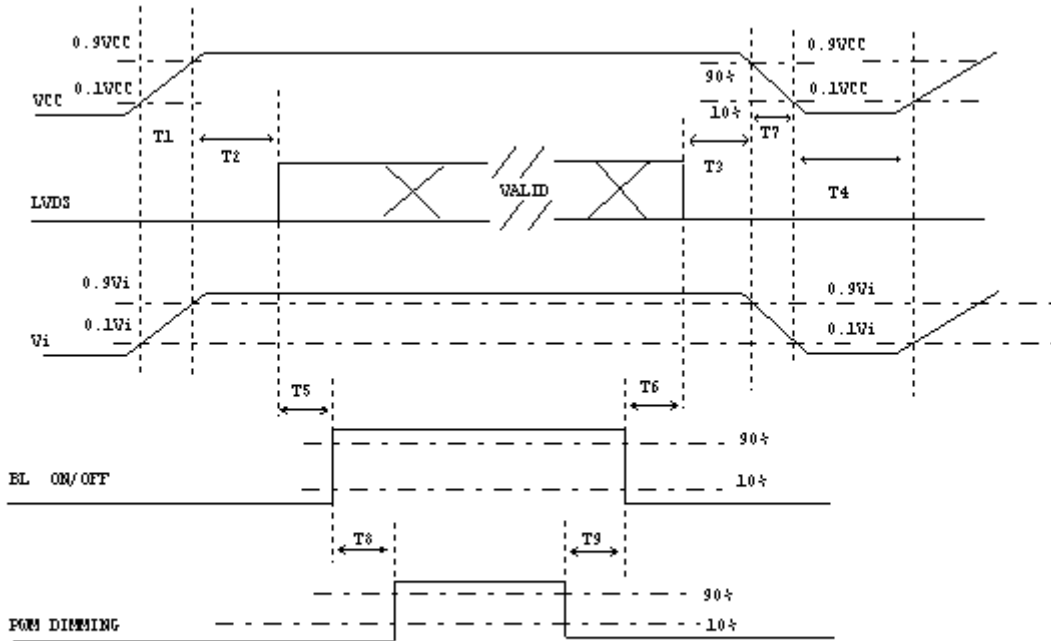 0.9VCC 0.9VCC
90%
0.1VCC 0.1VCC
VCC
10%
T1 T2 T3 T7
VALID T4
LVDS
0.9Vi 0.9Vi
0.1Vi 0.1Vi
Vi
T5 T6
90%
BL ON/OFF 10%
T8 T9
90%
PWM DIMMING 10%